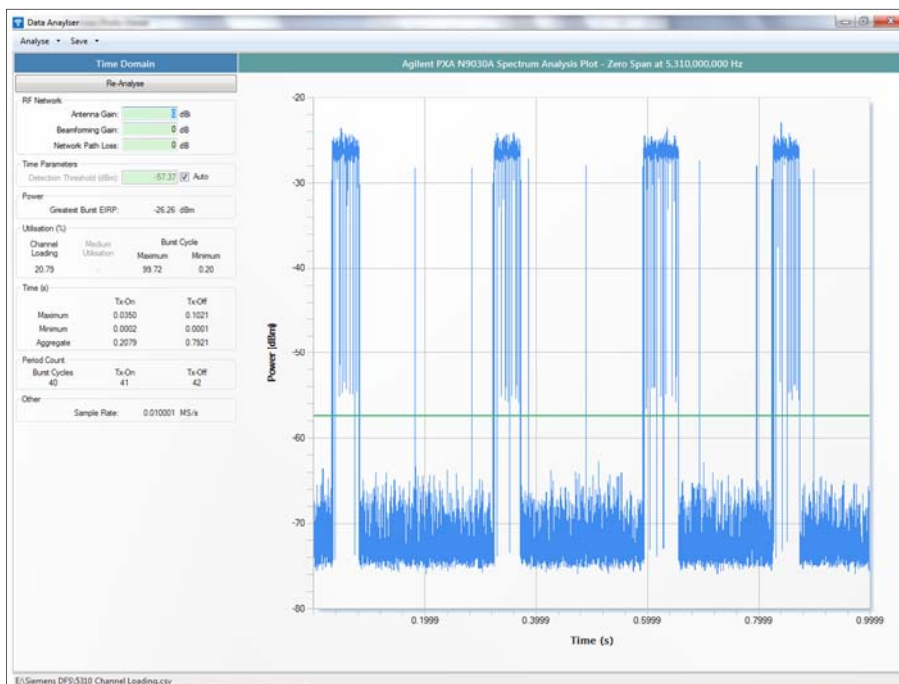 Data Anaylser
Analyse Save
Time Domain
Agilent PXA N9030A Spectrum Analysis Plot - Zero Span at 5,310,000,000 Hz
Re-Analyse
RF Network
Antenna Gain: dBi
Beamforming Gain: 0 dB
Network Path Loss: 0 dB
Time Parameters
Detection Threshold (dBm): -57.37 Auto
Power
Greatest Burst EIRP: -26.26 dBm
Utilisation (%)
Channel Loading Medium Utilisation Burst Cycle
Maximum Minimum
20.79 - 99.72 0.20
Time (s)
Tx-On Tx-Off
Maximum 0.0350 0.1021
Minimum 0.0002 0.0001
Aggregate 0.2079 0.7921
Period Count
Burst Cycles Tx-On Tx-Off
40 41 42
Other
Sample Rate: 0.010001 MS/s
Power (dBm)
-20
-30
-40
-50
-60
-70
-80
0.1999 0.3999 0.5999 0.7999 0.9999
Time (s)
E:\Siemens DFS\5310 Channel Loading.csv